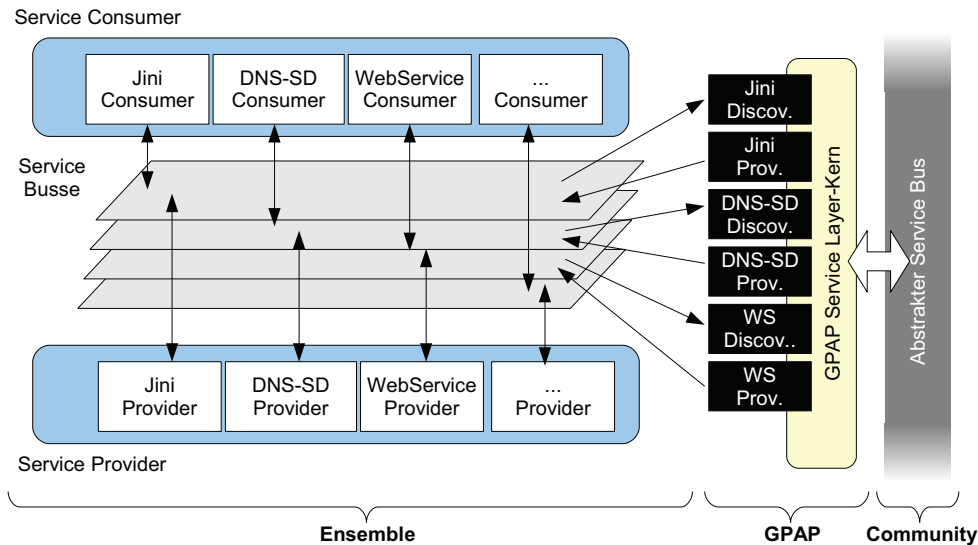 Service Consumer
Jini
Consumer
DNS-SD
Consumer
WebService
Consumer
...
Consumer
Service
Busse
Jini
Provider
DNS-SD
Provider
WebService
Provider
...
Provider
Service Provider
Jini
Discov.
Jini
Prov.
DNS-SD
Discov.
DNS-SD
Prov.
WS
Discov..
WS
Prov.
GPAP Service Layer-Kern
Abstrakter Service Bus
Ensemble
GPAP
Community